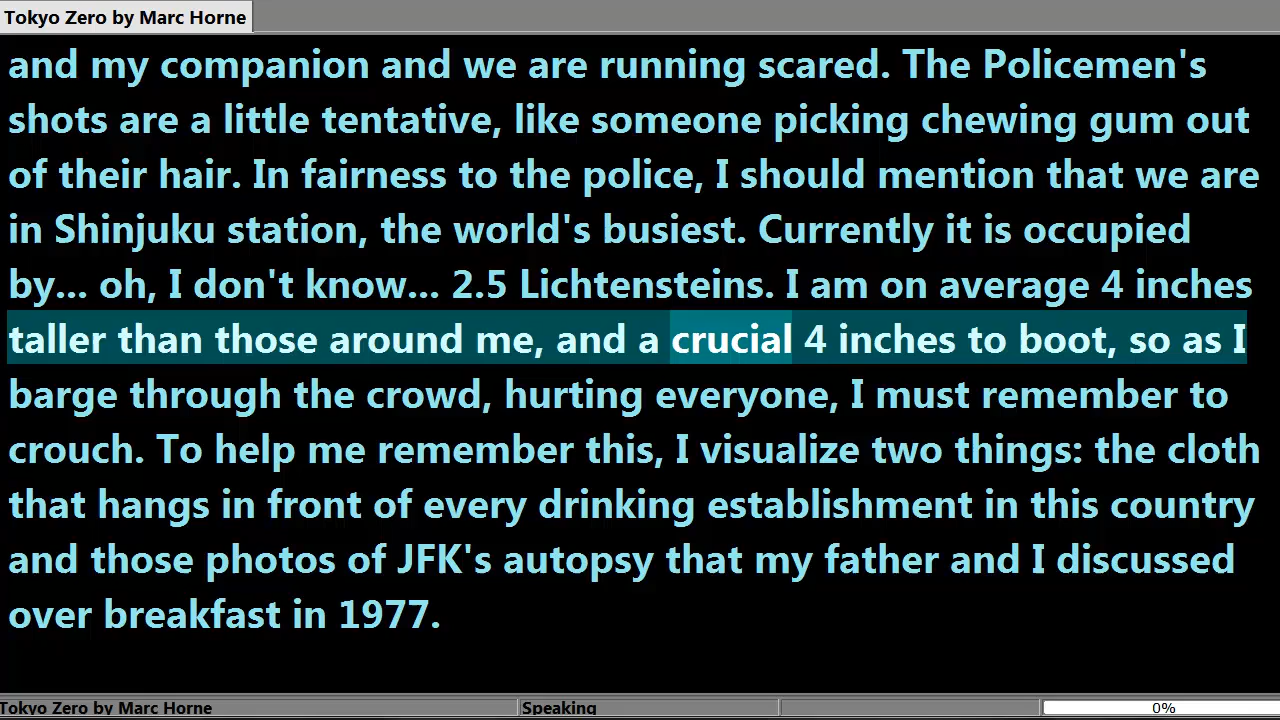 Tokyo Zero by Marc Horne
and my companion and we are running scared. The Policemen's
shots are a little tentative, like someone picking chewing gum out
of their hair. In fairness to the police, I should mention that we are
in Shinjuku station, the world's busiest. Currently it is occupied
by... oh, I don't know... 2.5 Lichtensteins. I am on average 4 inches
taller than those around me, and a crucial 4 inches to boot, so as I
barge through the crowd, hurting everyone, I must remember to
crouch. To help me remember this, I visualize two things: the cloth
that hangs in front of every drinking establishment in this country
and those photos of JFK's autopsy that my father and I discussed
over breakfast in 1977.
Tokyo Zero by Marc Horne Speaking 0%